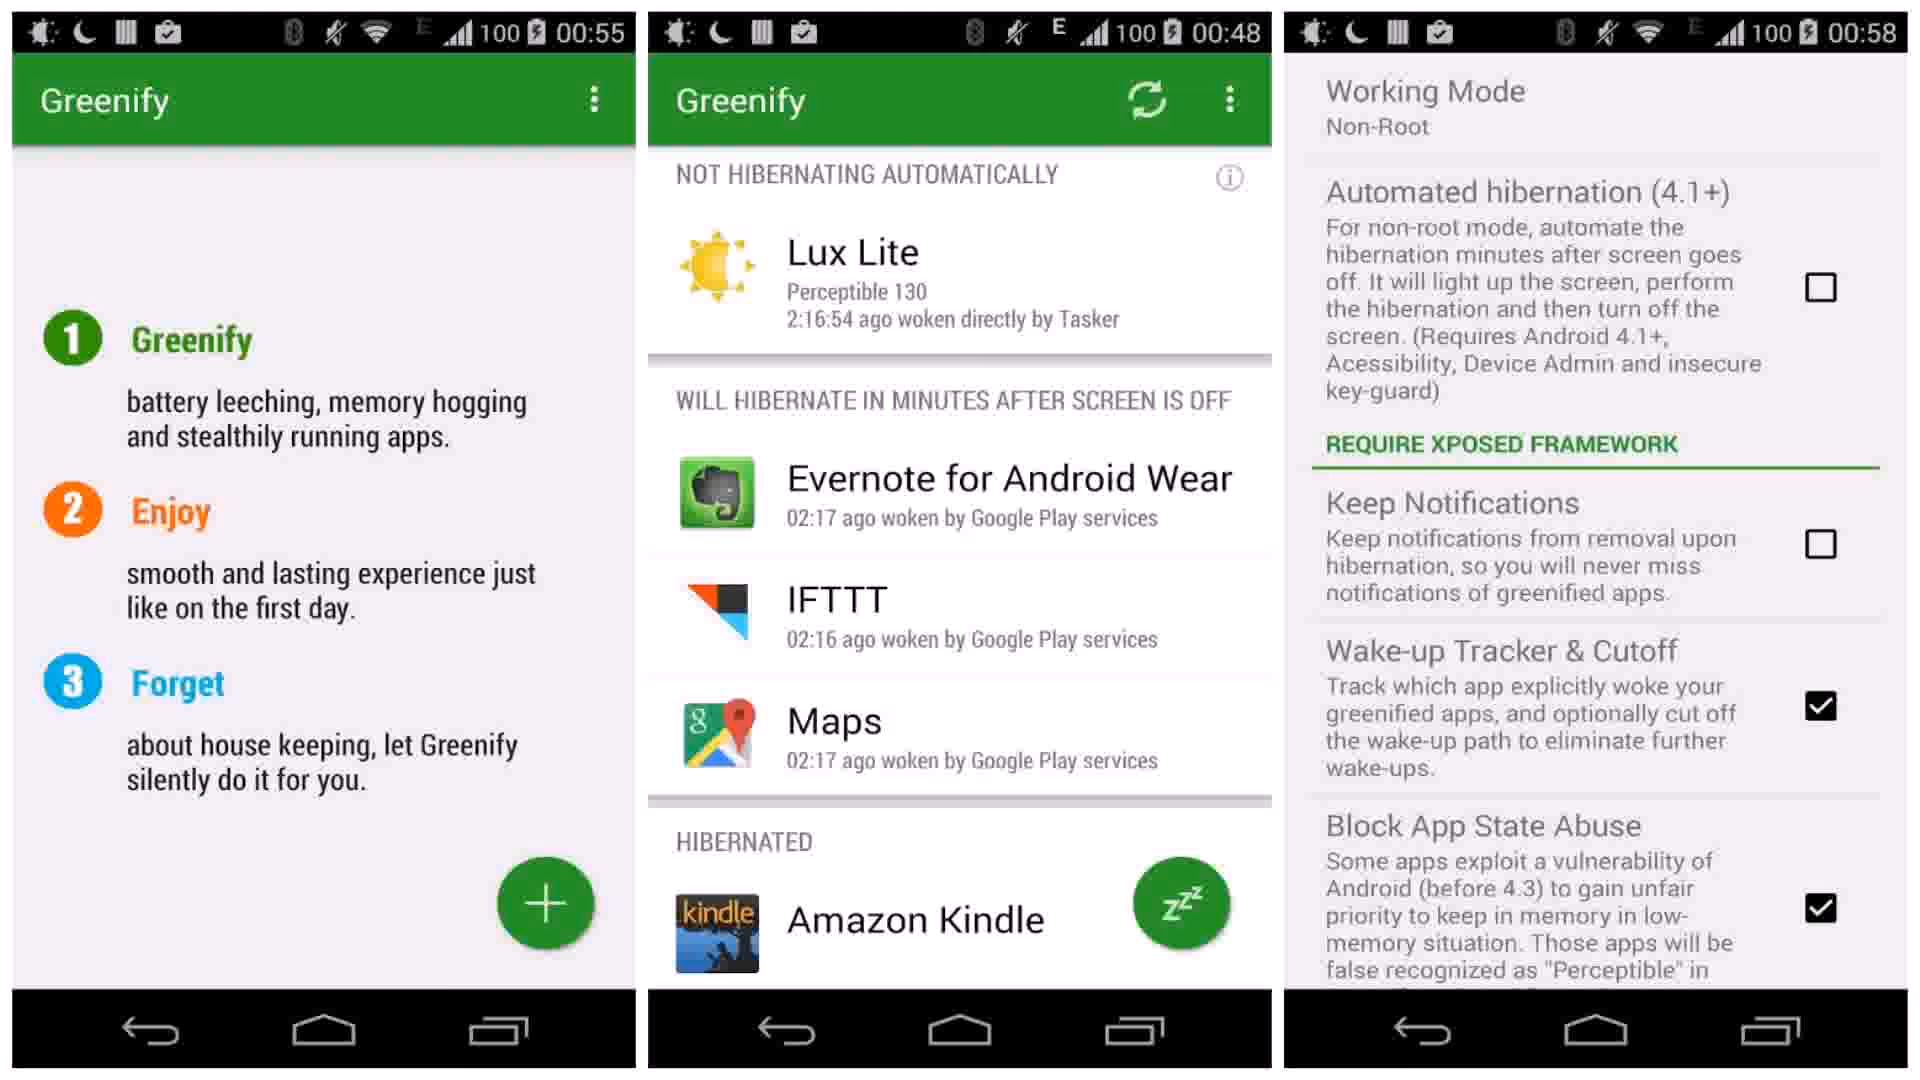 100 00:55
Greenify
1 Greenify
battery leeching, memory hogging
and stealthily running apps.
2 Enjoy
smooth and lasting experience just
like on the first day.
3 Forget
about house keeping, let Greenify
silently do it for you.
E 100 00:48
Greenify
NOT HIBERNATING AUTOMATICALLY
Lux Lite
Perceptible 130
2:16:54 ago woken directly by Tasker
WILL HIBERNATE IN MINUTES AFTER SCREEN IS OFF
Evernote for Android Wear
02:17 ago woken by Google Play services
IFTTT
02:16 ago woken by Google Play services
g
Maps
02:17 ago woken by Google Play services
HIBERNATED
kindle
Amazon Kindle
zzz
E 100 00:58
Working Mode
Non-Root
Automated hibernation (4.1+)
For non-root mode, automate the
hibernation minutes after screen goes
off. It will light up the screen, perform
the hibernation and then turn off the
screen. (Requires Android 4.1+,
Acessibility, Device Admin and insecure
key-guard)
REQUIRE XPOSED FRAMEWORK
Keep Notifications
Keep notifications from removal upon
hibernation, so you will never miss
notifications of greenified apps.
Wake-up Tracker & Cutoff
Track which app explicitly woke your
greenified apps, and optionally cut off
the wake-up path to eliminate further
wake-ups.
Block App State Abuse
Some apps exploit a vulnerability of
Android (before 4.3) to gain unfair
priority to keep in memory in low-
memory situation. Those apps will be
false recognized as "Perceptible" in